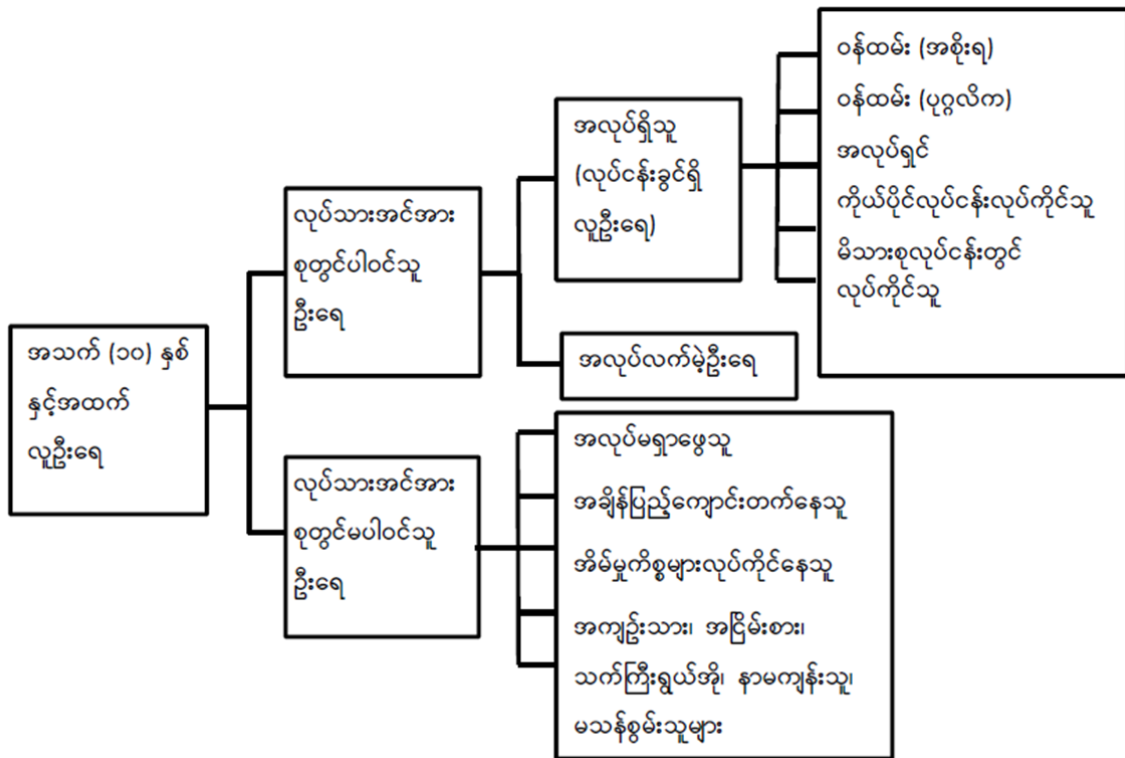 အသက် (၁၀) နှစ်
နှင့်အထက်
လူဦးရေ
လုပ်သားအင်အား
စုတွင်ပါဝင်သူ
ဦးရေ
အလုပ်ရှိသူ
(လုပ်ငန်းခွင်ရှိ
လူဦးရေ)
ဝန်ထမ်း (အစိုးရ)
ဝန်ထမ်း (ပုဂ္ဂလိက)
အလုပ်ရှင်
ကိုယ်ပိုင်လုပ်ငန်းလုပ်ကိုင်သူ
မိသားစုလုပ်ငန်းတွင်
လုပ်ကိုင်သူ
အလုပ်လက်မဲ့ဦးရေ
လုပ်သားအင်အား
စုတွင်မပါဝင်သူ
ဦးရေ
အလုပ်မရှာဖွေသူ
အချိန်ပြည့်ကျောင်းတက်နေသူ
အိမ်မှုကိစ္စများလုပ်ကိုင်နေသူ
အကျဉ်းသား၊ အငြိမ်းစား၊
သက်ကြီးရွယ်အို၊ နာမကျန်းသူ၊
မသန်စွမ်းသူများ